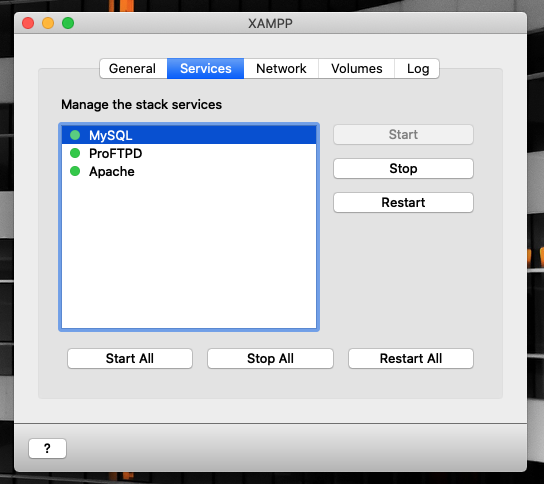 XAMPP
General Services Network Volumes Log
Manage the stack services
MySQL
ProFTPD
Apache
Start
Stop
Restart
Start All Stop All Restart All
?